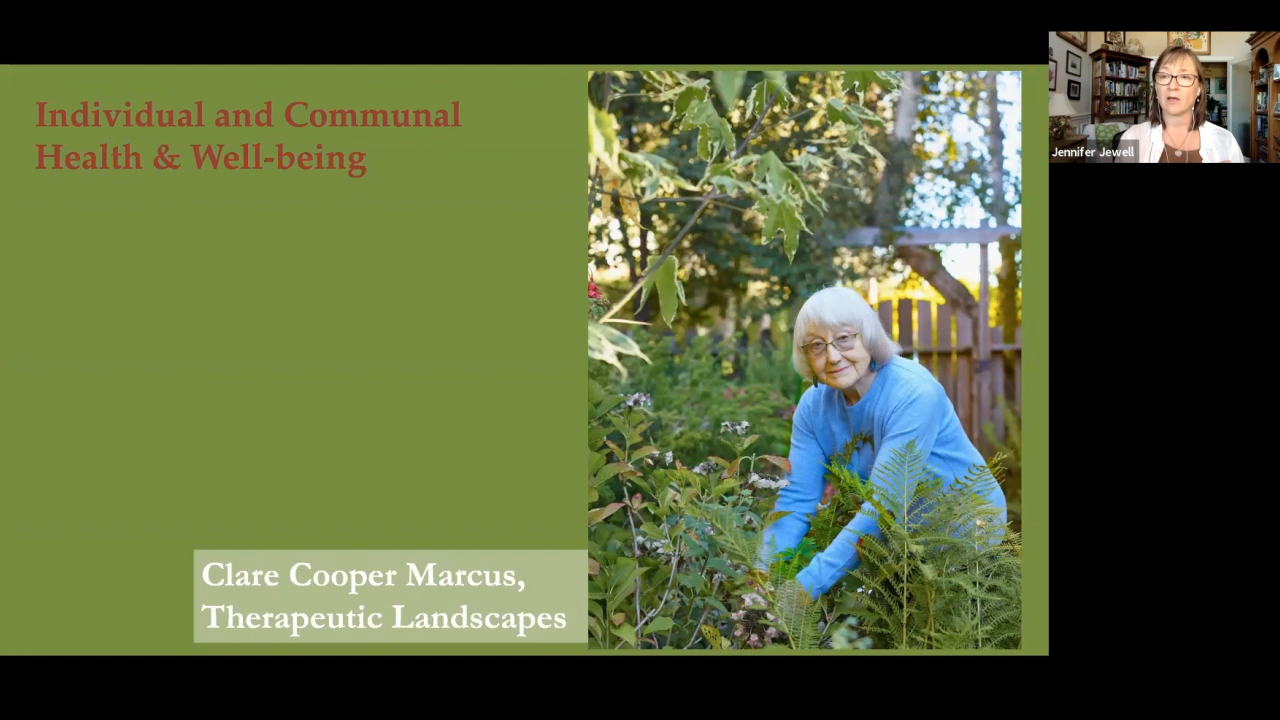 Individual and Communal
Health & Well-being
Jennifer Jewell
Clare Cooper Marcus,
Therapeutic Landscapes